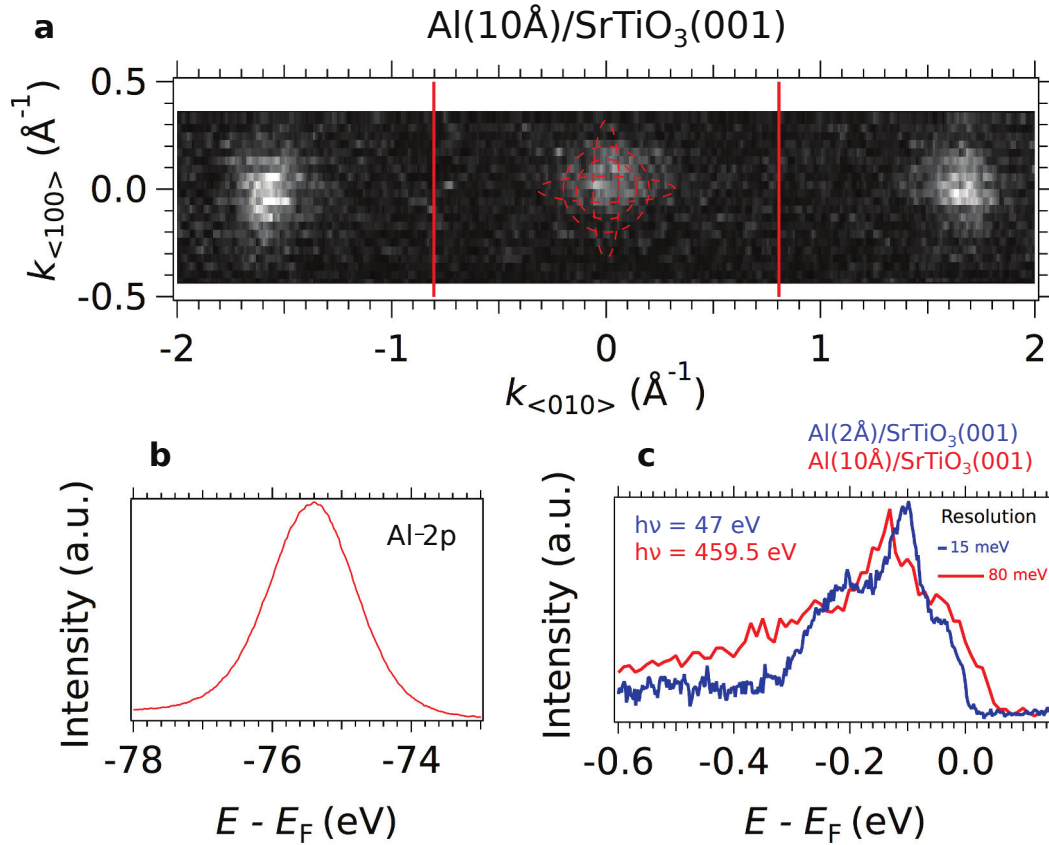 a
Al(10Å)/SrTiO₃(001)
k<100> (Å⁻¹)
0.5
0.0
-0.5
-2
-1
0
1
2
k<010> (Å⁻¹)
b
Intensity (a.u.)
Al-2p
-78
-76
-74
E - E_F (eV)
Al(2Å)/SrTiO₃(001)
c
Al(10Å)/SrTiO₃(001)
Intensity (a.u.)
hν = 47 eV
hν = 459.5 eV
Resolution
15 meV
80 meV
-0.6
-0.4
-0.2
0.0
E - E_F (eV)